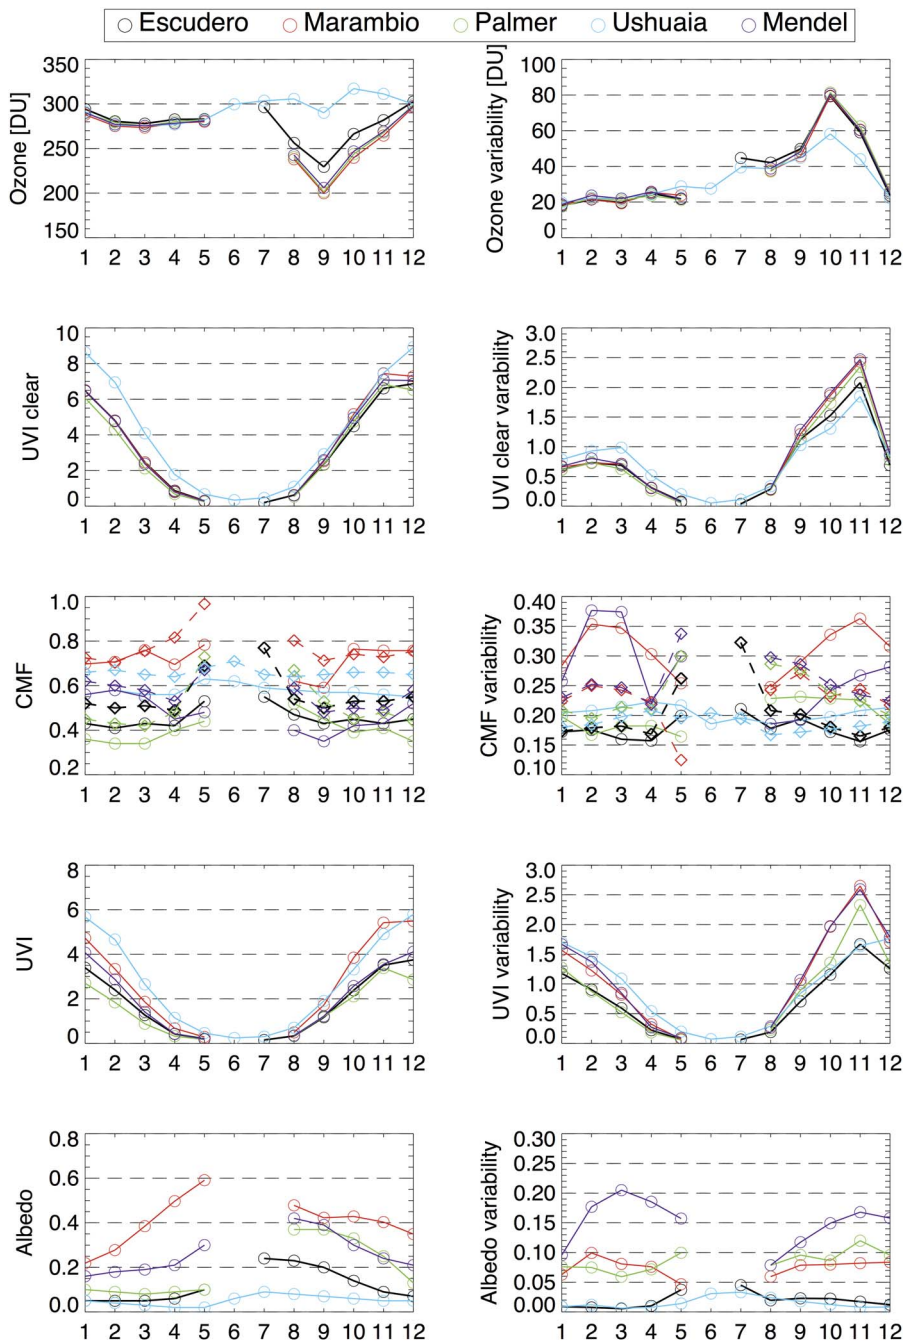 Escudero Marambio Palmer Ushuaia Mendel
Ozone [DU]
350
300
250
200
150
1 2 3 4 5 6 7 8 9 10 11 12
Ozone variability [DU]
100
80
60
40
20
0
1 2 3 4 5 6 7 8 9 10 11 12
UVI clear
10
8
6
4
2
0
1 2 3 4 5 6 7 8 9 10 11 12
UVI clear varability
3.0
2.5
2.0
1.5
1.0
0.5
0.0
1 2 3 4 5 6 7 8 9 10 11 12
CMF
1.0
0.8
0.6
0.4
0.2
1 2 3 4 5 6 7 8 9 10 11 12
CMF variability
0.40
0.35
0.30
0.25
0.20
0.15
0.10
1 2 3 4 5 6 7 8 9 10 11 12
UVI
8
6
4
2
0
1 2 3 4 5 6 7 8 9 10 11 12
UVI variability
3.0
2.5
2.0
1.5
1.0
0.5
0.0
1 2 3 4 5 6 7 8 9 10 11 12
Albedo
0.8
0.6
0.4
0.2
0.0
1 2 3 4 5 6 7 8 9 10 11 12
Albedo variability
0.30
0.25
0.20
0.15
0.10
0.05
0.00
1 2 3 4 5 6 7 8 9 10 11 12